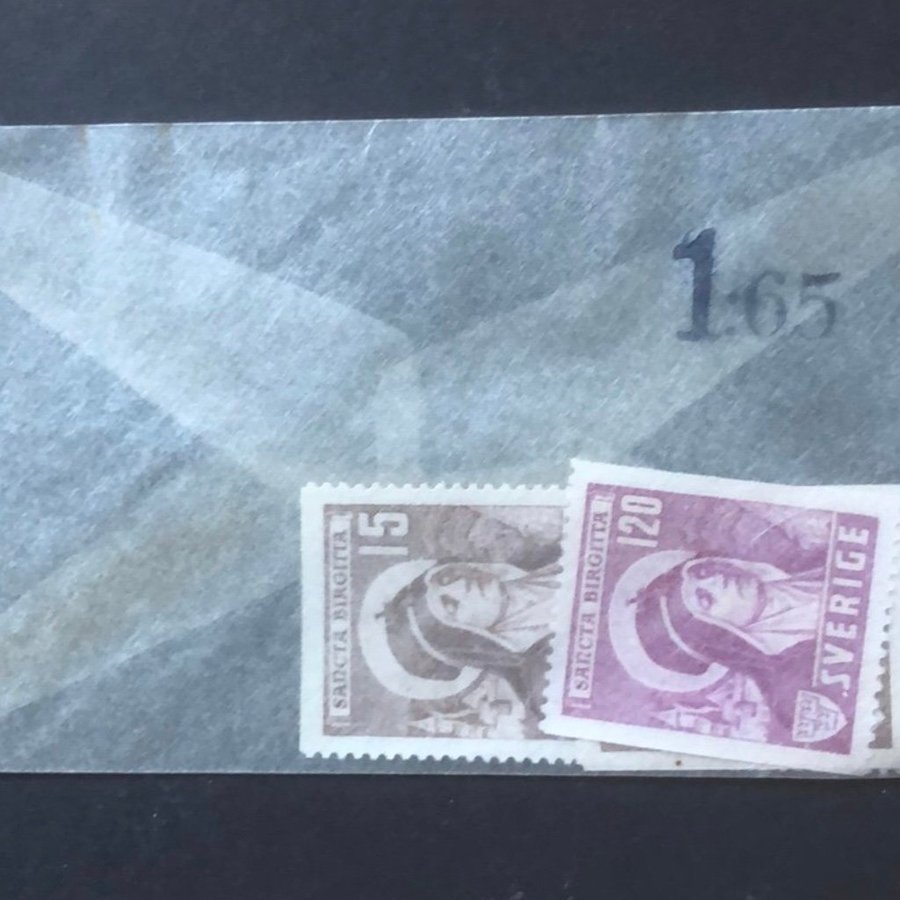 1:65
SANCTA BIRGITTA
15
SANCTA BIRGITTA
120
SVERIGE